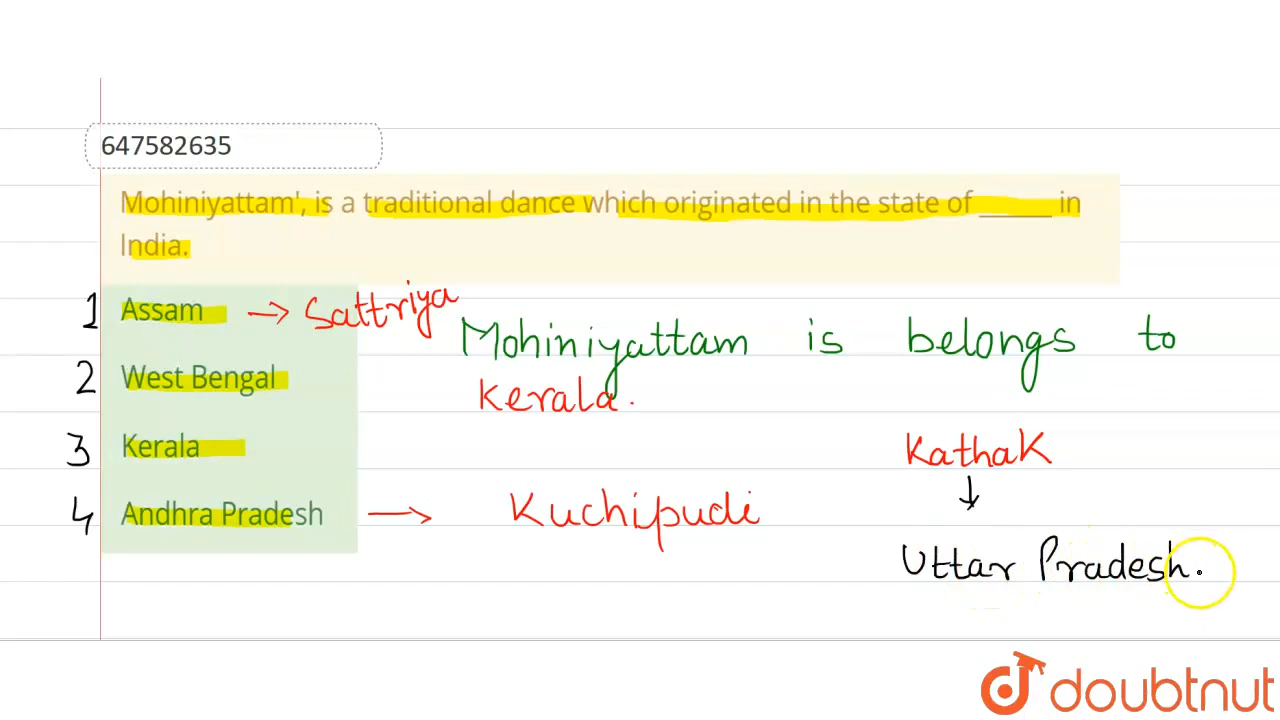 647582635
Mohiniyattam', is a traditional dance which originated in the state of ______ in
India.
1 Assam → Sattriya
Mohiniyattam is belongs to
2 West Bengal
Kerala.
3 Kerala
Kathak
↓
4 Andhra Pradesh → Kuchipudi
Uttar Pradesh.
doubtnut